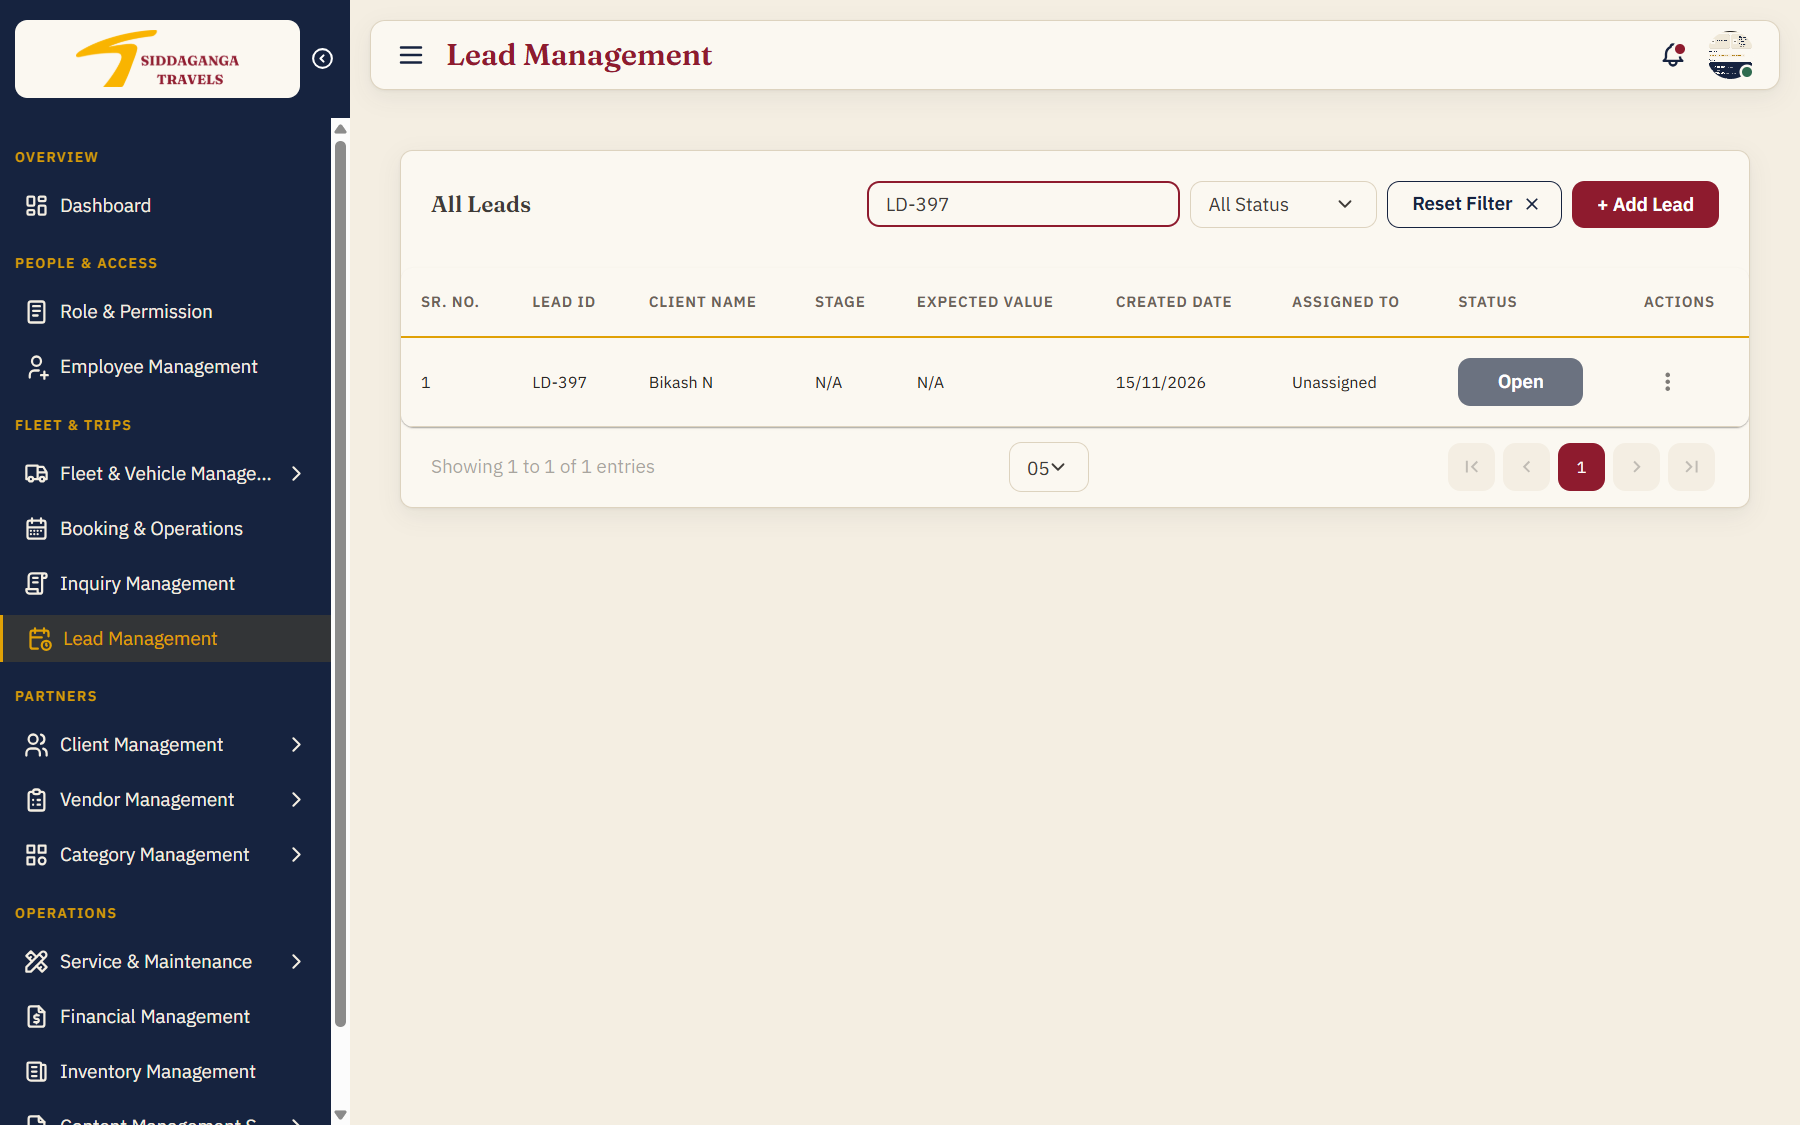 SIDDAGANGA
TRAVELS
OVERVIEW
Dashboard
PEOPLE & ACCESS
Role & Permission
Employee Management
FLEET & TRIPS
Fleet & Vehicle Manage...
Booking & Operations
Inquiry Management
Lead Management
PARTNERS
Client Management
Vendor Management
Category Management
OPERATIONS
Service & Maintenance
Financial Management
Inventory Management
Lead Management
All Leads
LD-397
All Status
Reset Filter
+ Add Lead
SR. NO. LEAD ID CLIENT NAME STAGE EXPECTED VALUE CREATED DATE ASSIGNED TO STATUS ACTIONS
1 LD-397 Bikash N N/A N/A 15/11/2026 Unassigned Open
Showing 1 to 1 of 1 entries
05
1